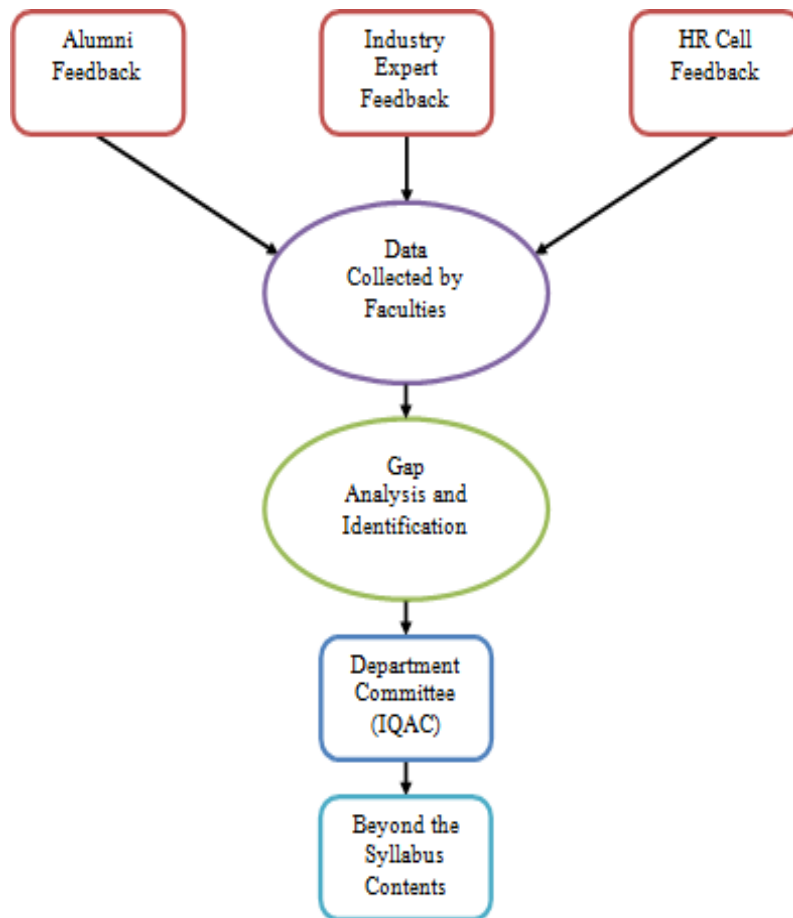 Alumni
Feedback
Industry
Expert
Feedback
HR Cell
Feedback
Data
Collected by
Faculties
Gap
Analysis and
Identification
Department
Committee
(IQAC)
Beyond the
Syllabus
Contents